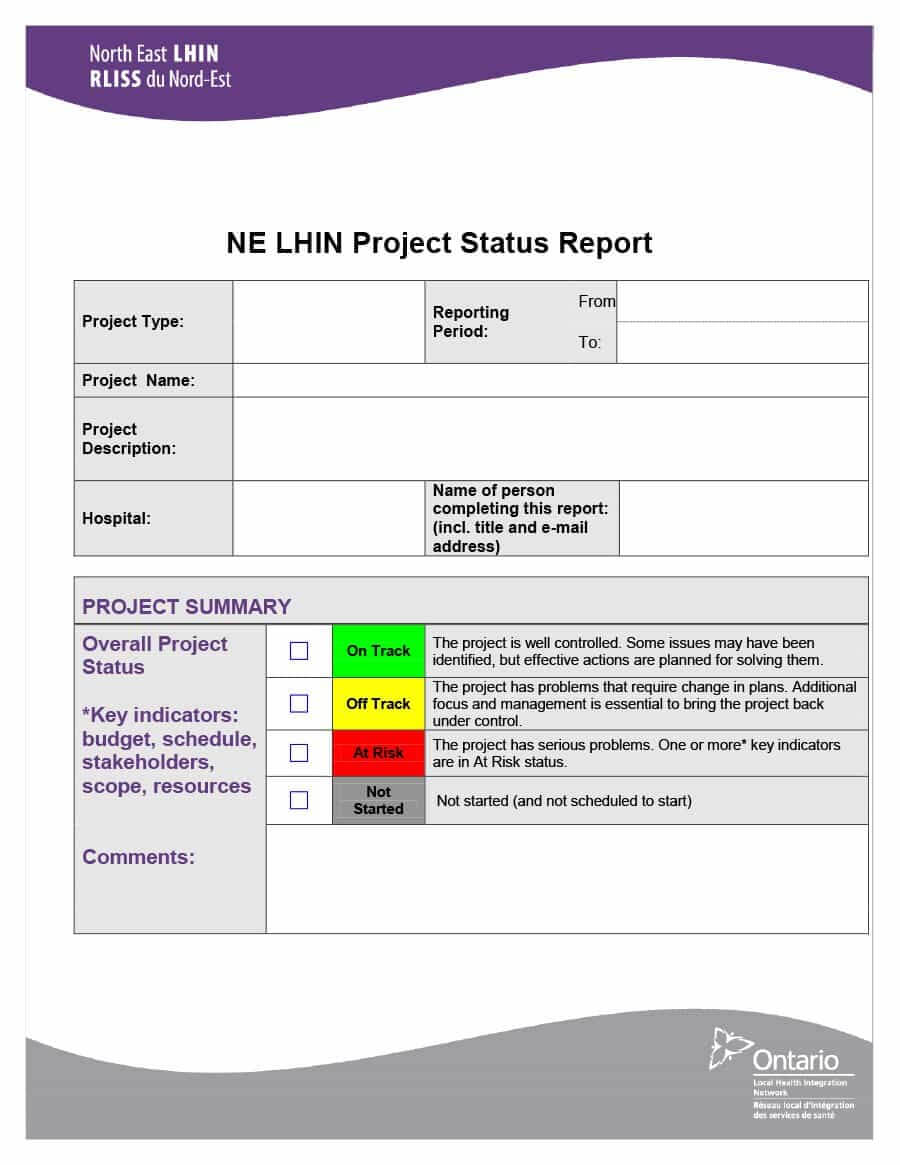 North East LHIN
RLISS du Nord-Est
NE LHIN Project Status Report
Project Type:
Reporting
Period:
From
To:
Project Name:
Project
Description:
Hospital:
Name of person
completing this report:
(incl. title and e-mail
address)
PROJECT SUMMARY
Overall Project
Status
*Key indicators:
budget, schedule,
stakeholders,
scope, resources
On Track
The project is well controlled. Some issues may have been
identified, but effective actions are planned for solving them.
Off Track
The project has problems that require change in plans. Additional
focus and management is essential to bring the project back
under control.
At Risk
The project has serious problems. One or more* key indicators
are in At Risk status.
Not
Started
Not started (and not scheduled to start)
Comments:
Ontario
Local Health Integration
Network
Réseau local d'intégration
des services de santé